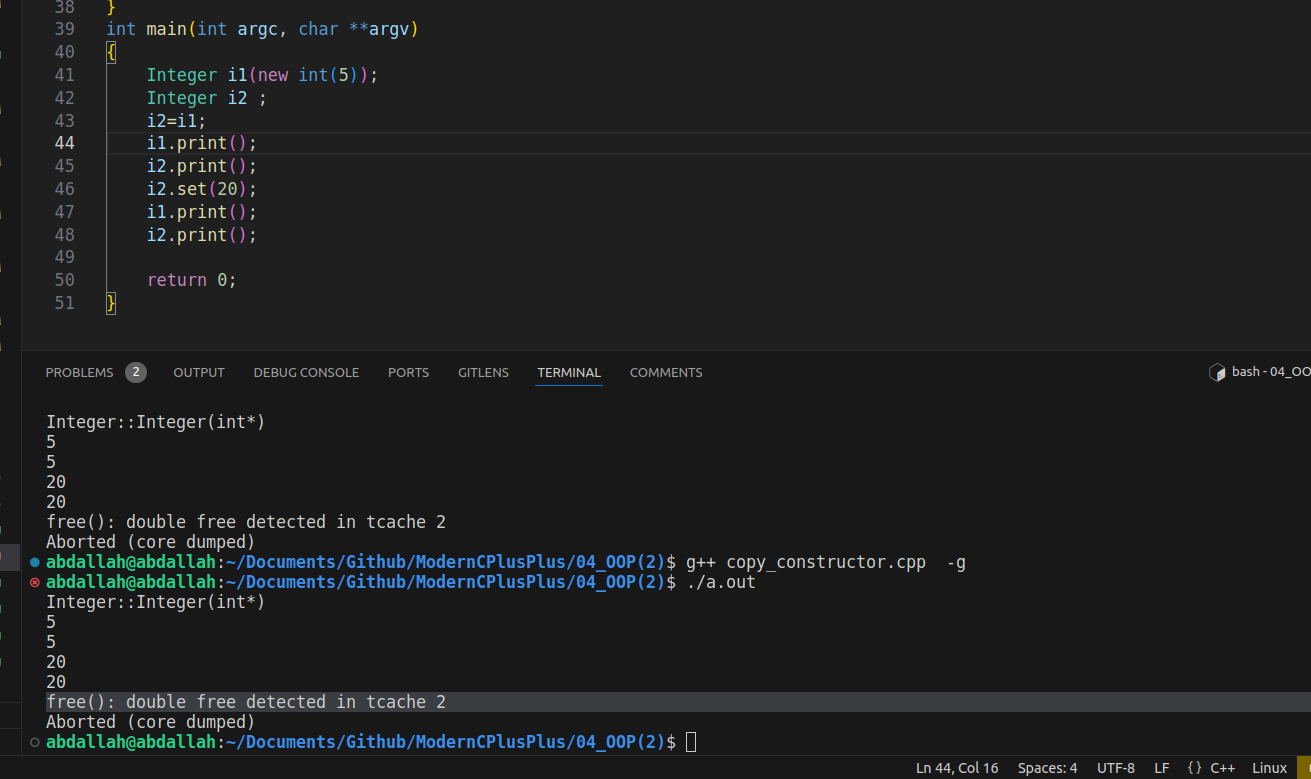 38 }
39 int main(int argc, char **argv)
40 {
41 Integer i1(new int(5));
42 Integer i2 ;
43 i2=i1;
44 i1.print();
45 i2.print();
46 i2.set(20);
47 i1.print();
48 i2.print();
49
50 return 0;
51 }
PROBLEMS 2 OUTPUT DEBUG CONSOLE PORTS GITLENS TERMINAL COMMENTS bash - 04_OO
Integer::Integer(int*)
5
5
20
20
free(): double free detected in tcache 2
Aborted (core dumped)
abdallah@abdallah:~/Documents/Github/ModernCPlusPlus/04_OOP(2)$ g++ copy_constructor.cpp  -g
abdallah@abdallah:~/Documents/Github/ModernCPlusPlus/04_OOP(2)$ ./a.out
Integer::Integer(int*)
5
5
20
20
free(): double free detected in tcache 2
Aborted (core dumped)
abdallah@abdallah:~/Documents/Github/ModernCPlusPlus/04_OOP(2)$
Ln 44, Col 16 Spaces: 4 UTF-8 LF {} C++ Linux